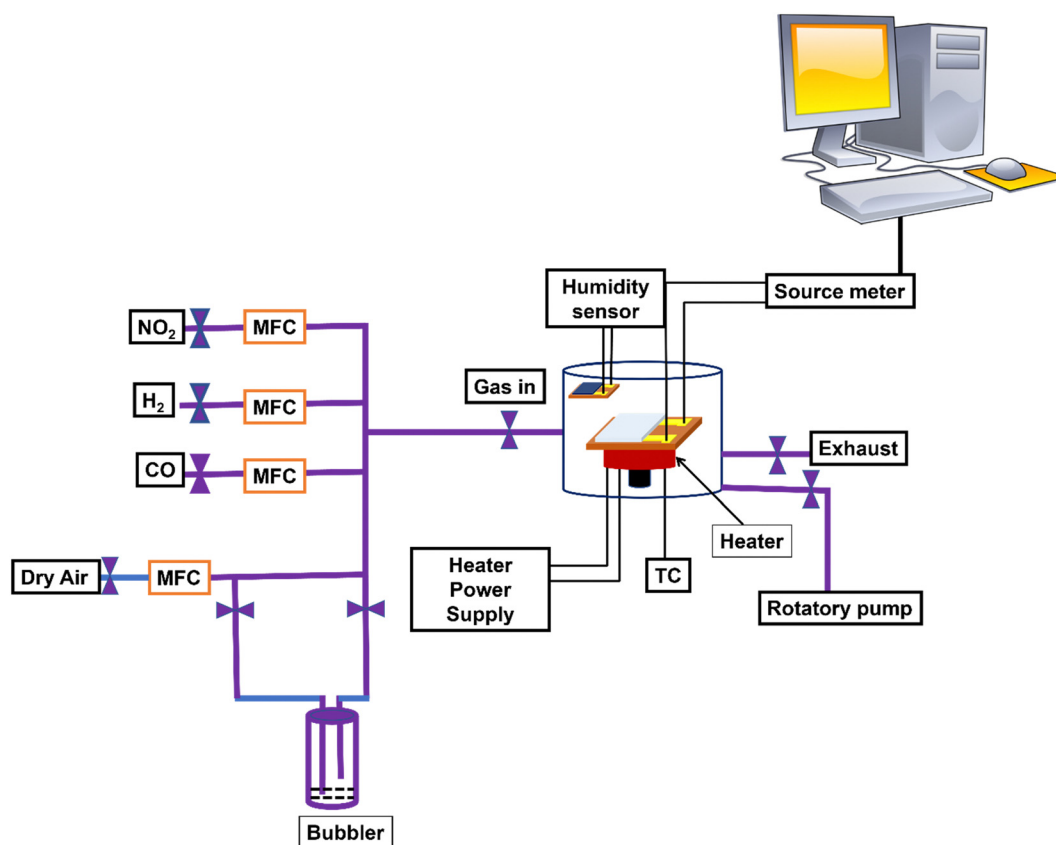 Humidity
sensor
Source meter
NO₂
MFC
Gas in
H₂
MFC
Exhaust
CO
MFC
Heater
Dry Air
MFC
Heater
Power
Supply
TC
Rotatory pump
Bubbler